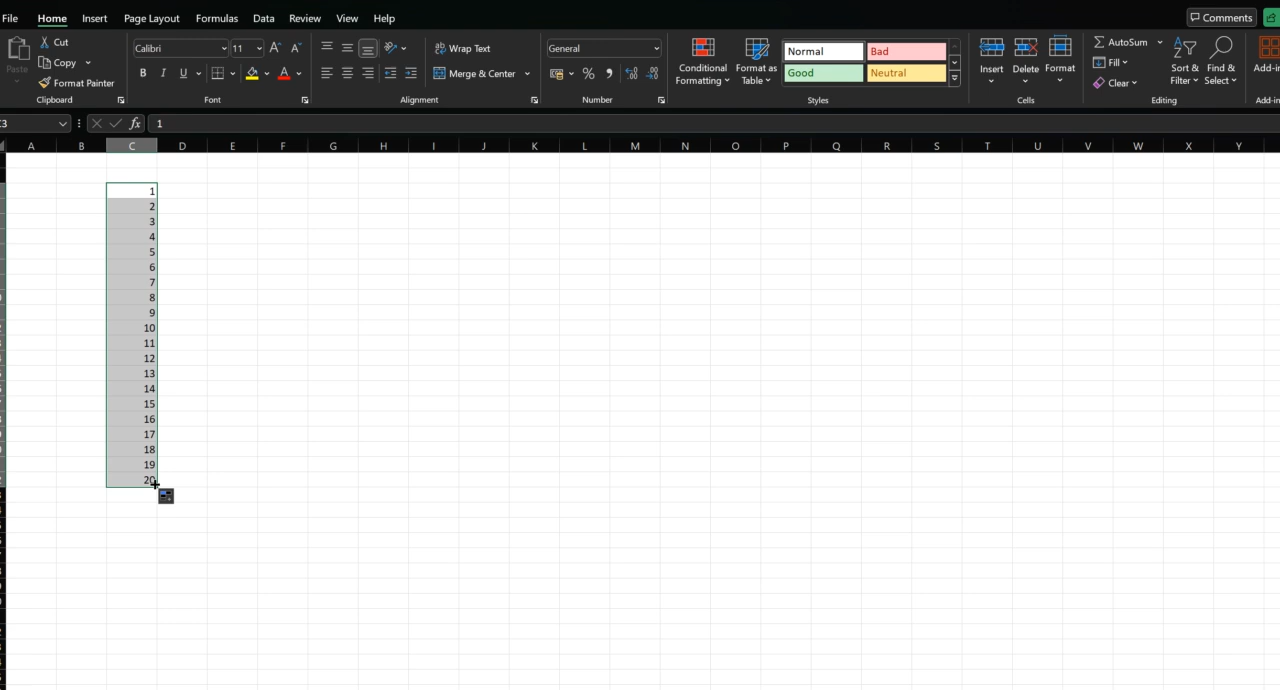 File Home Insert Page Layout Formulas Data Review View Help Comments
Paste Cut Calibri 11 A A Wrap Text General Conditional Formatting Format as Table Normal Bad Insert Delete Format AutoSum Sort & Filter Find & Select Add-in
Copy Fill
Format Painter B I U A Merge & Center % 9 Good Neutral Clear
Clipboard Font Alignment Number Styles Cells Editing Add-in
C3 fx 1
A B C D E F G H I J K L M N O P Q R S T U V W X Y
1
2
3
4
5
6
7
8
9
10
11
12
13
14
15
16
17
18
19
20